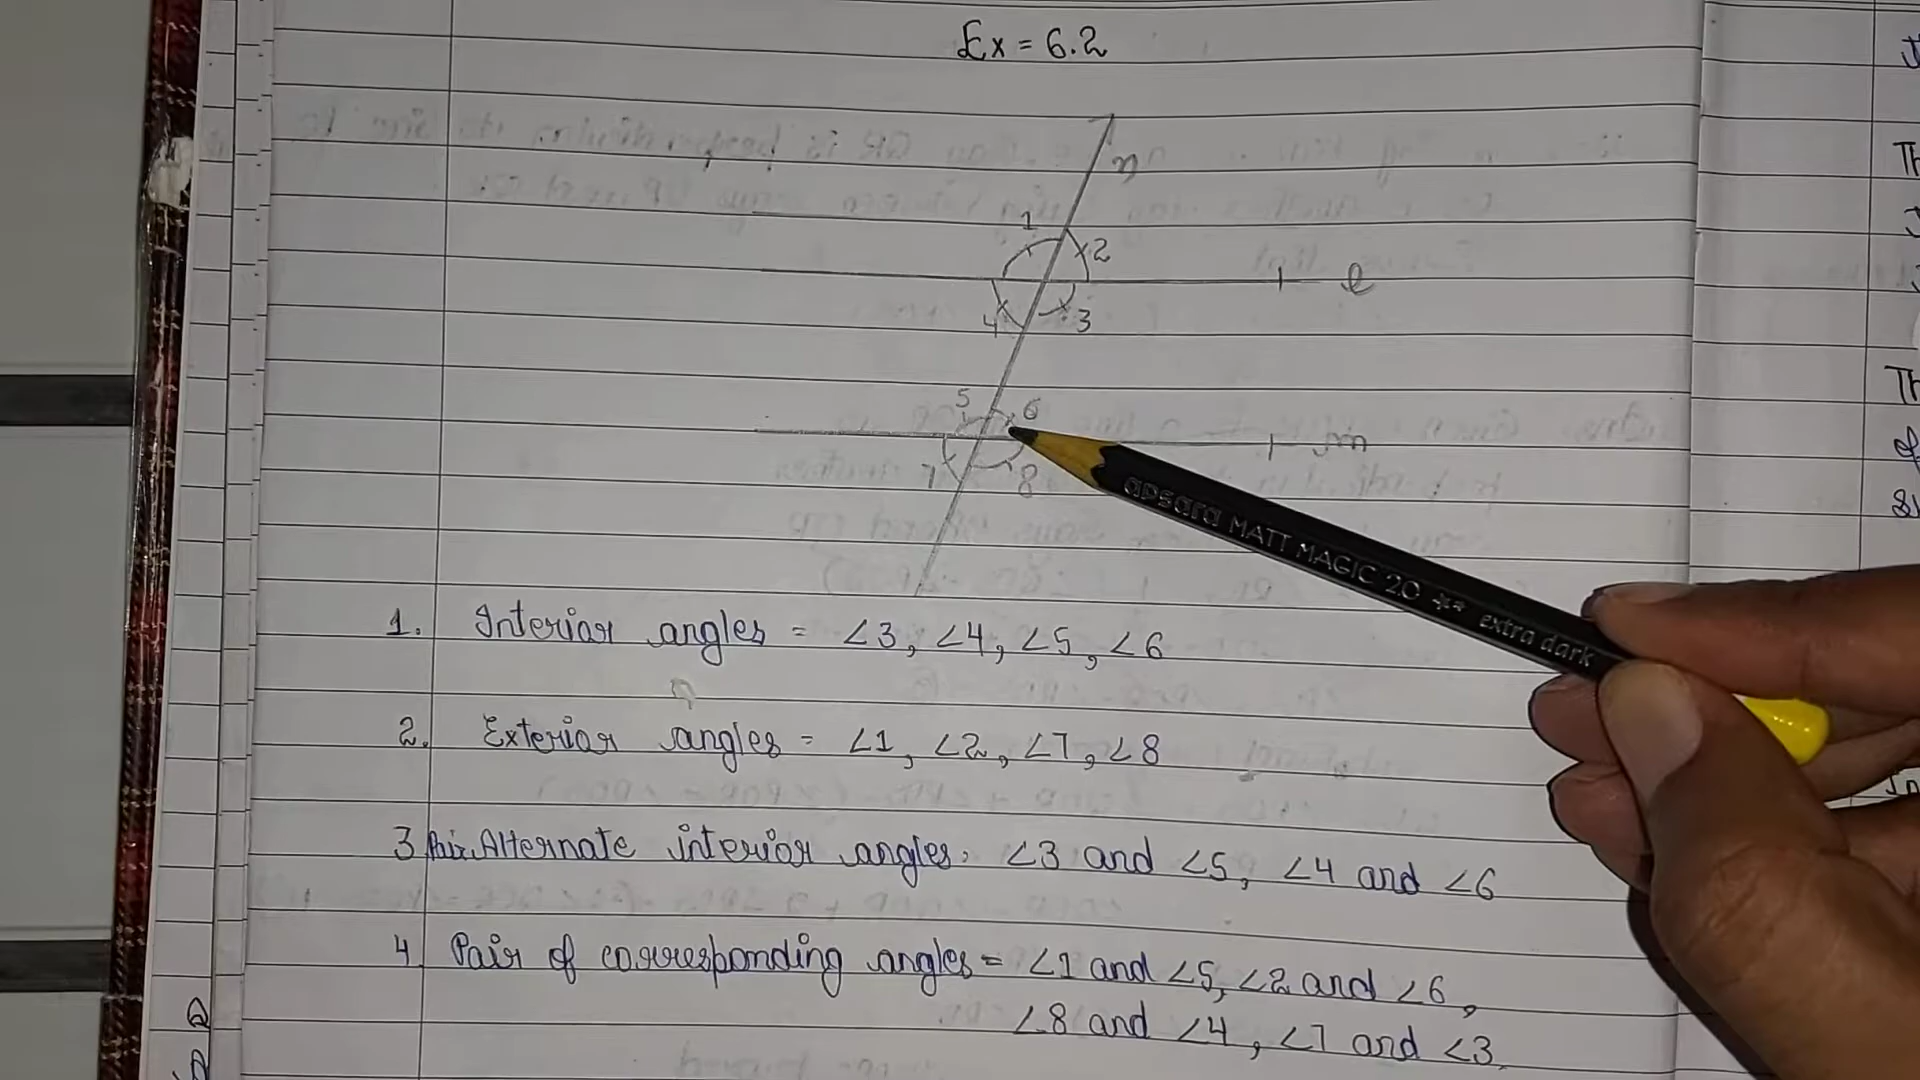 Ex = 6.2
n
1
2
l
4
3
5
6
m
7
8
apsara MATT MAGIC 2.0 extra dark
1. Interior angles = ∠3, ∠4, ∠5, ∠6
2. Exterior angles = ∠1, ∠2, ∠7, ∠8
3 Pair Alternate interior angles. ∠3 and ∠5, ∠4 and ∠6
4 Pair of corresponding angles = ∠1 and ∠5, ∠2 and ∠6,
∠8 and ∠4, ∠7 and ∠3.